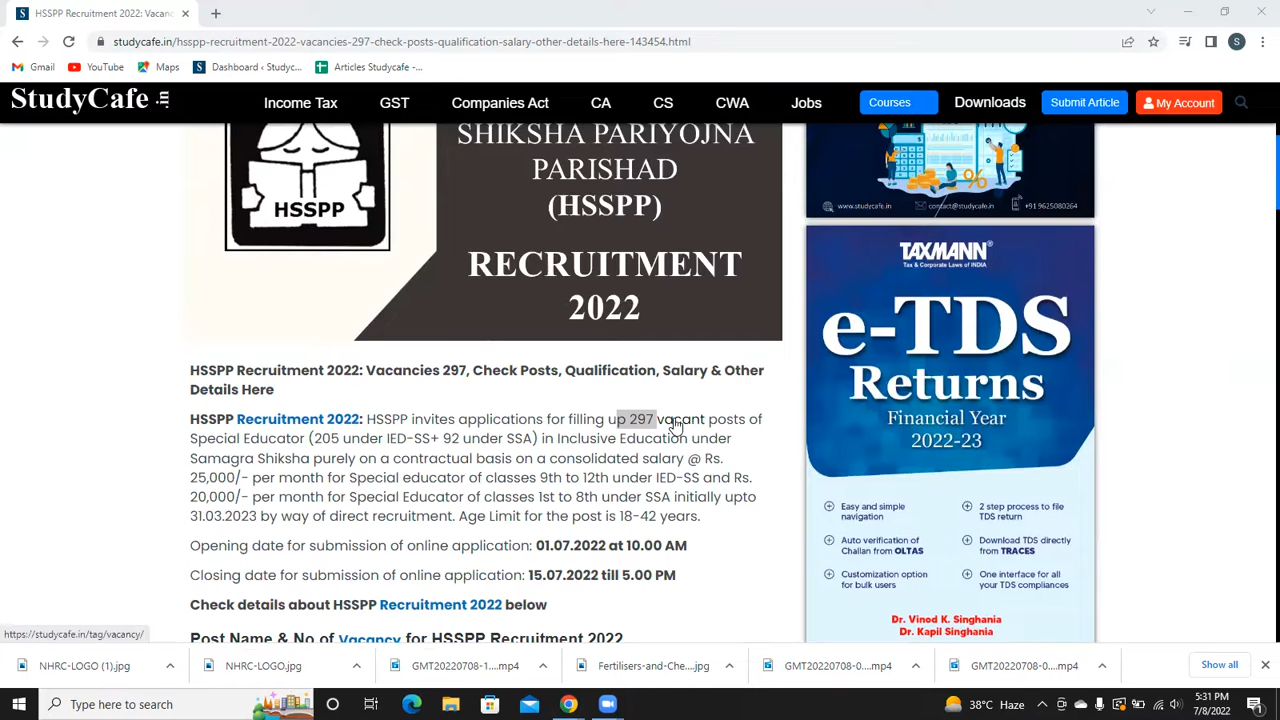 HSSPP Recruitment 2022: Vacanc
studycafe.in/hsspp-recruitment-2022-vacancies-297-check-posts-qualification-salary-other-details-here-143454.html
S
Gmail
YouTube
Maps
Dashboard ‹ Studyc...
Articles Studycafe -...
StudyCafe .in
Income Tax
GST
Companies Act
CA
CS
CWA
Jobs
Courses
Downloads
Submit Article
My Account
HSSPP
SHIKSHA PARIYOJNA
PARISHAD
(HSSPP)
RECRUITMENT
2022
HSSPP Recruitment 2022: Vacancies 297, Check Posts, Qualification, Salary & Other
Details Here
HSSPP Recruitment 2022: HSSPP invites applications for filling up 297 vacant posts of
Special Educator (205 under IED-SS+ 92 under SSA) in Inclusive Education under
Samagra Shiksha purely on a contractual basis on a consolidated salary @ Rs.
25,000/- per month for Special educator of classes 9th to 12th under IED-SS and Rs.
20,000/- per month for Special Educator of classes 1st to 8th under SSA initially upto
31.03.2023 by way of direct recruitment. Age Limit for the post is 18-42 years.
Opening date for submission of online application: 01.07.2022 at 10.00 AM
Closing date for submission of online application: 15.07.2022 till 5.00 PM
Check details about HSSPP Recruitment 2022 below
Post Name & No of Vacancy for HSSPP Recruitment 2022
%
www.studycafe.in
contact@studycafe.in
+91 9625080264
TAXMANN®
Tax & Corporate Laws of INDIA
e-TDS
Returns
Financial Year
2022-23
Easy and simple
navigation
2 step process to file
TDS return
Auto verification of
Challan from OLTAS
Download TDS directly
from TRACES
Customization option
for bulk users
One interface for all
your TDS compliances
Dr. Vinod K. Singhania
Dr. Kapil Singhania
https://studycafe.in/tag/vacancy/
NHRC-LOGO (1).jpg
NHRC-LOGO.jpg
GMT20220708-1....mp4
Fertilisers-and-Che....jpg
GMT20220708-0....mp4
GMT20220708-0....mp4
Show all
Type here to search
38°C Haze
5:31 PM
7/8/2022
1